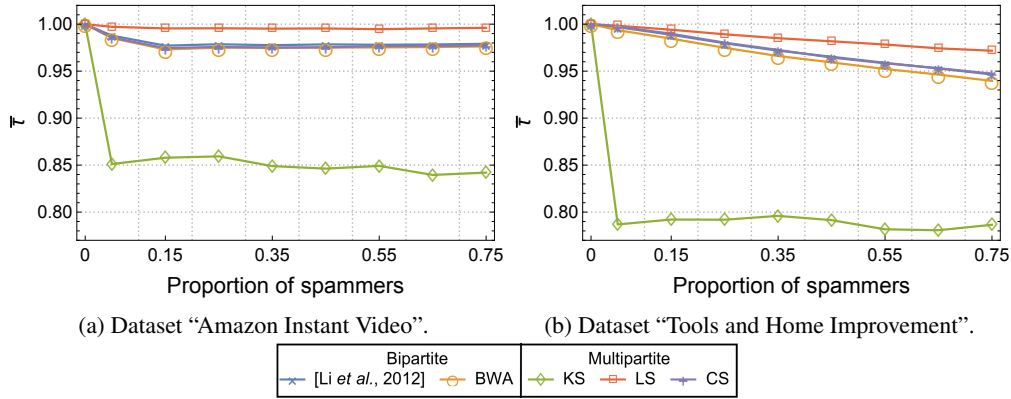 1.00
0.95
0.90
0.85
0.80
τ̅
0 0.15 0.35 0.55 0.75
Proportion of spammers
(a) Dataset “Amazon Instant Video”.
1.00
0.95
0.90
0.85
0.80
τ̅
0 0.15 0.35 0.55 0.75
Proportion of spammers
(b) Dataset “Tools and Home Improvement”.
Bipartite Multipartite
[Li et al., 2012] BWA KS LS CS